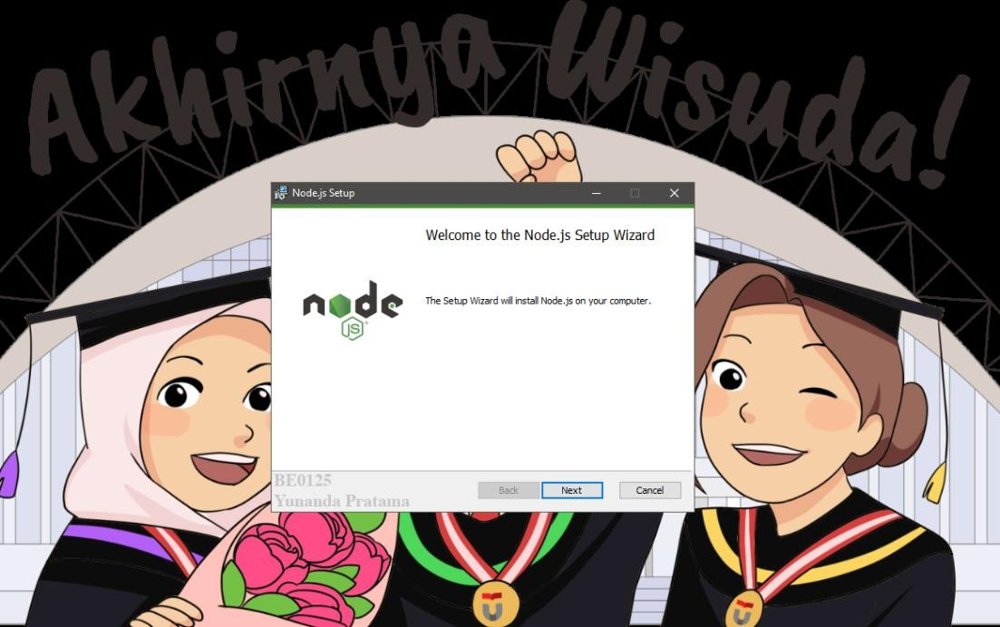 Akhirnya Wisuda!
Node.js Setup
Welcome to the Node.js Setup Wizard
node
JS
The Setup Wizard will install Node.js on your computer.
BE0125
Yunanda Pratama
Back
Next
Cancel